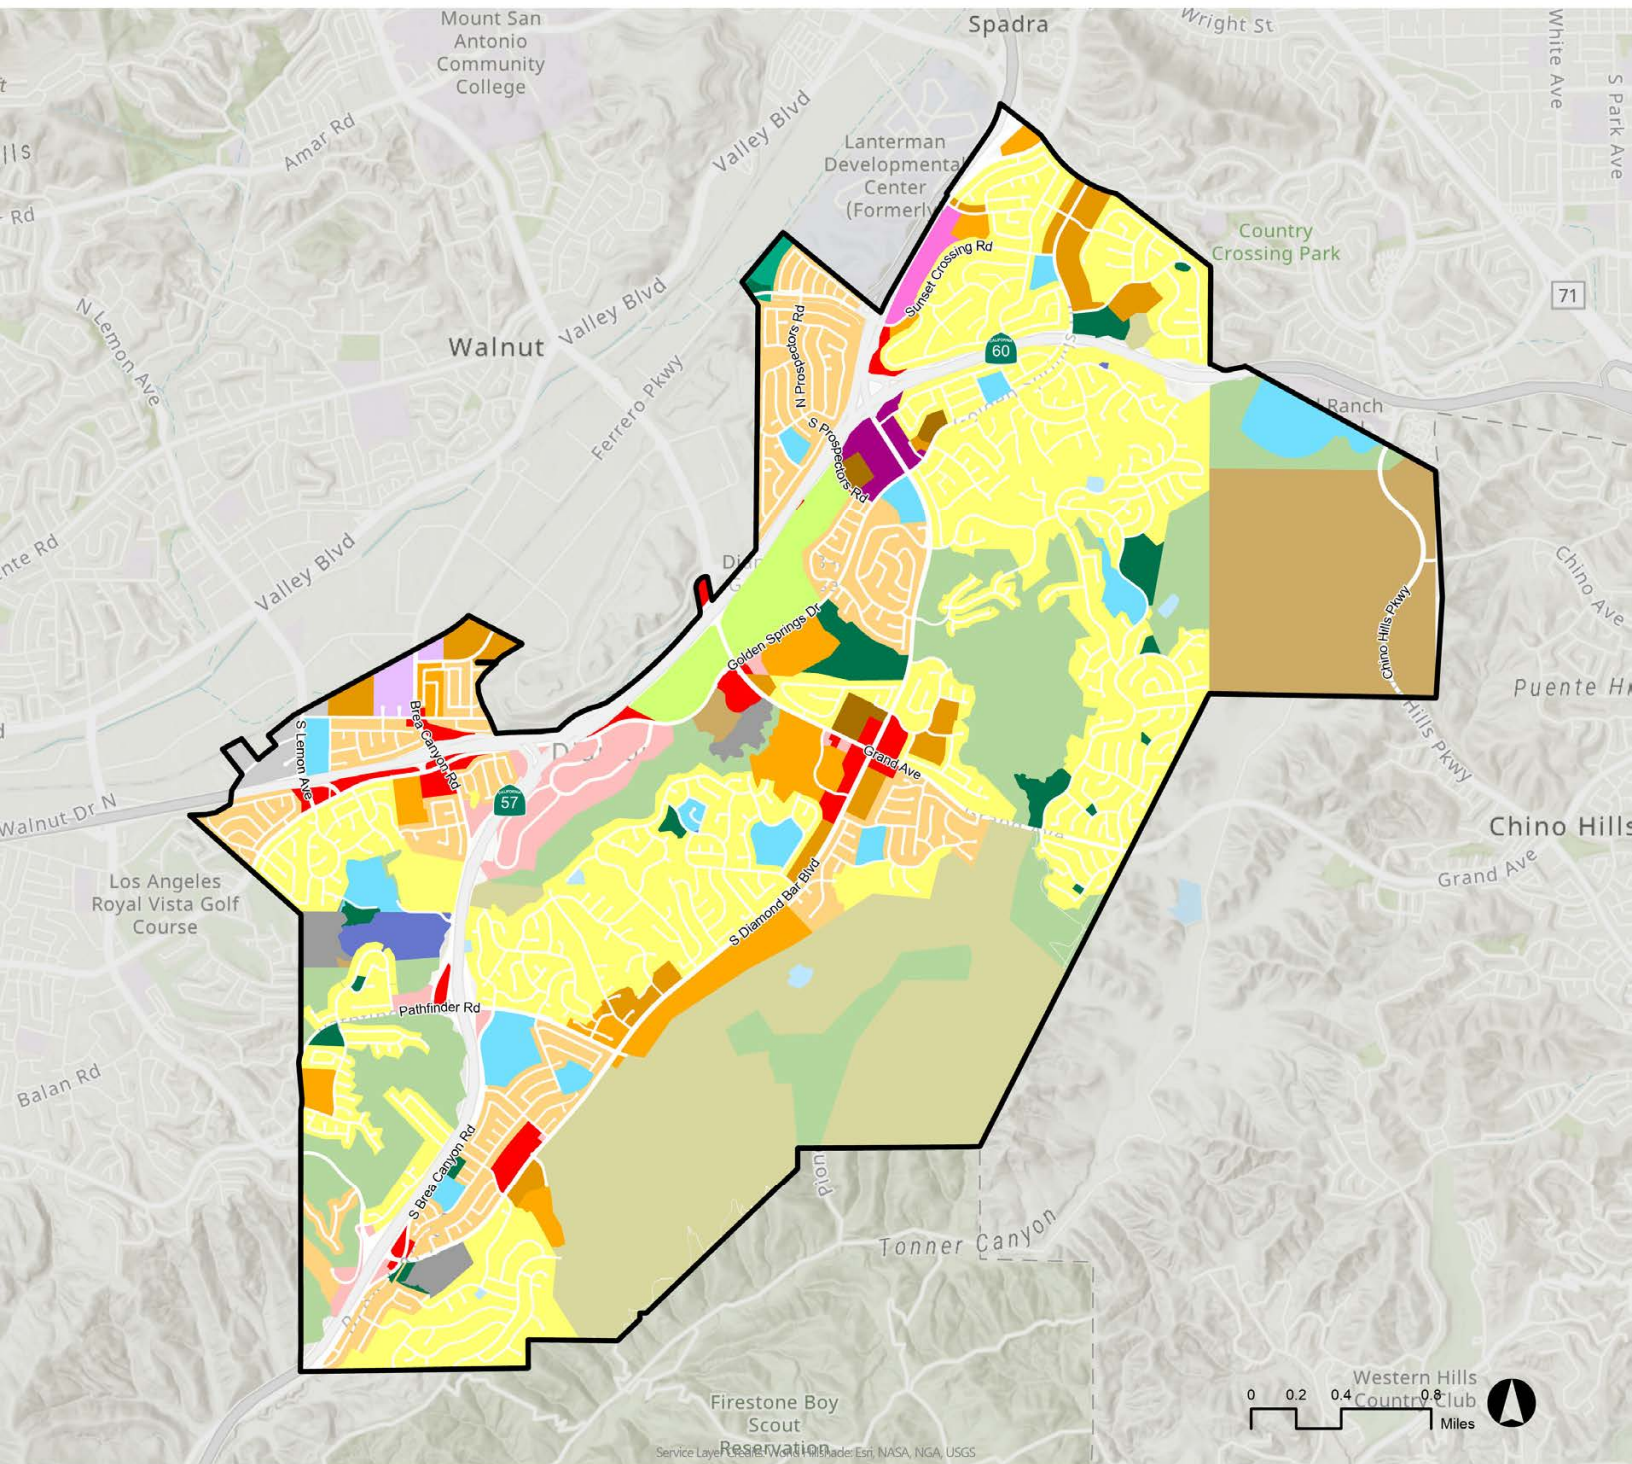 Mount San
Antonio
Community
College
Spadra
Wright St
White Ave
S Park Ave
Amar Rd
Valley Blvd
Lanterman
Developmental
Center
(Formerly
Country
Crossing Park
71
Rd
N Lemon Ave
Valley Blvd
Walnut
Ferrero Pkwy
Sunset Crossing Rd
N Prospectors Rd
CALIFORNIA
60
Ranch
S Prospectors Rd
Valley Blvd
Chino Ave
Chino Hills Pkwy
Golden Springs Dr
Puente
Hills Pkwy
Brea Canyon Rd
S Lemon Ave
Grand Ave
CALIFORNIA
57
Walnut Dr N
Chino Hills
Grand Ave
Los Angeles
Royal Vista Golf
Course
S Diamond Bar Blvd
Pathfinder Rd
Balan Rd
S Brea Canyon Rd
Tonner Canyon
Firestone Boy
Scout
Reservation
Western Hills
Country Club
0 0.2 0.4 0.8
Miles
Service Layer Credits: World Hillshade: Esri, NASA, NGA, USGS